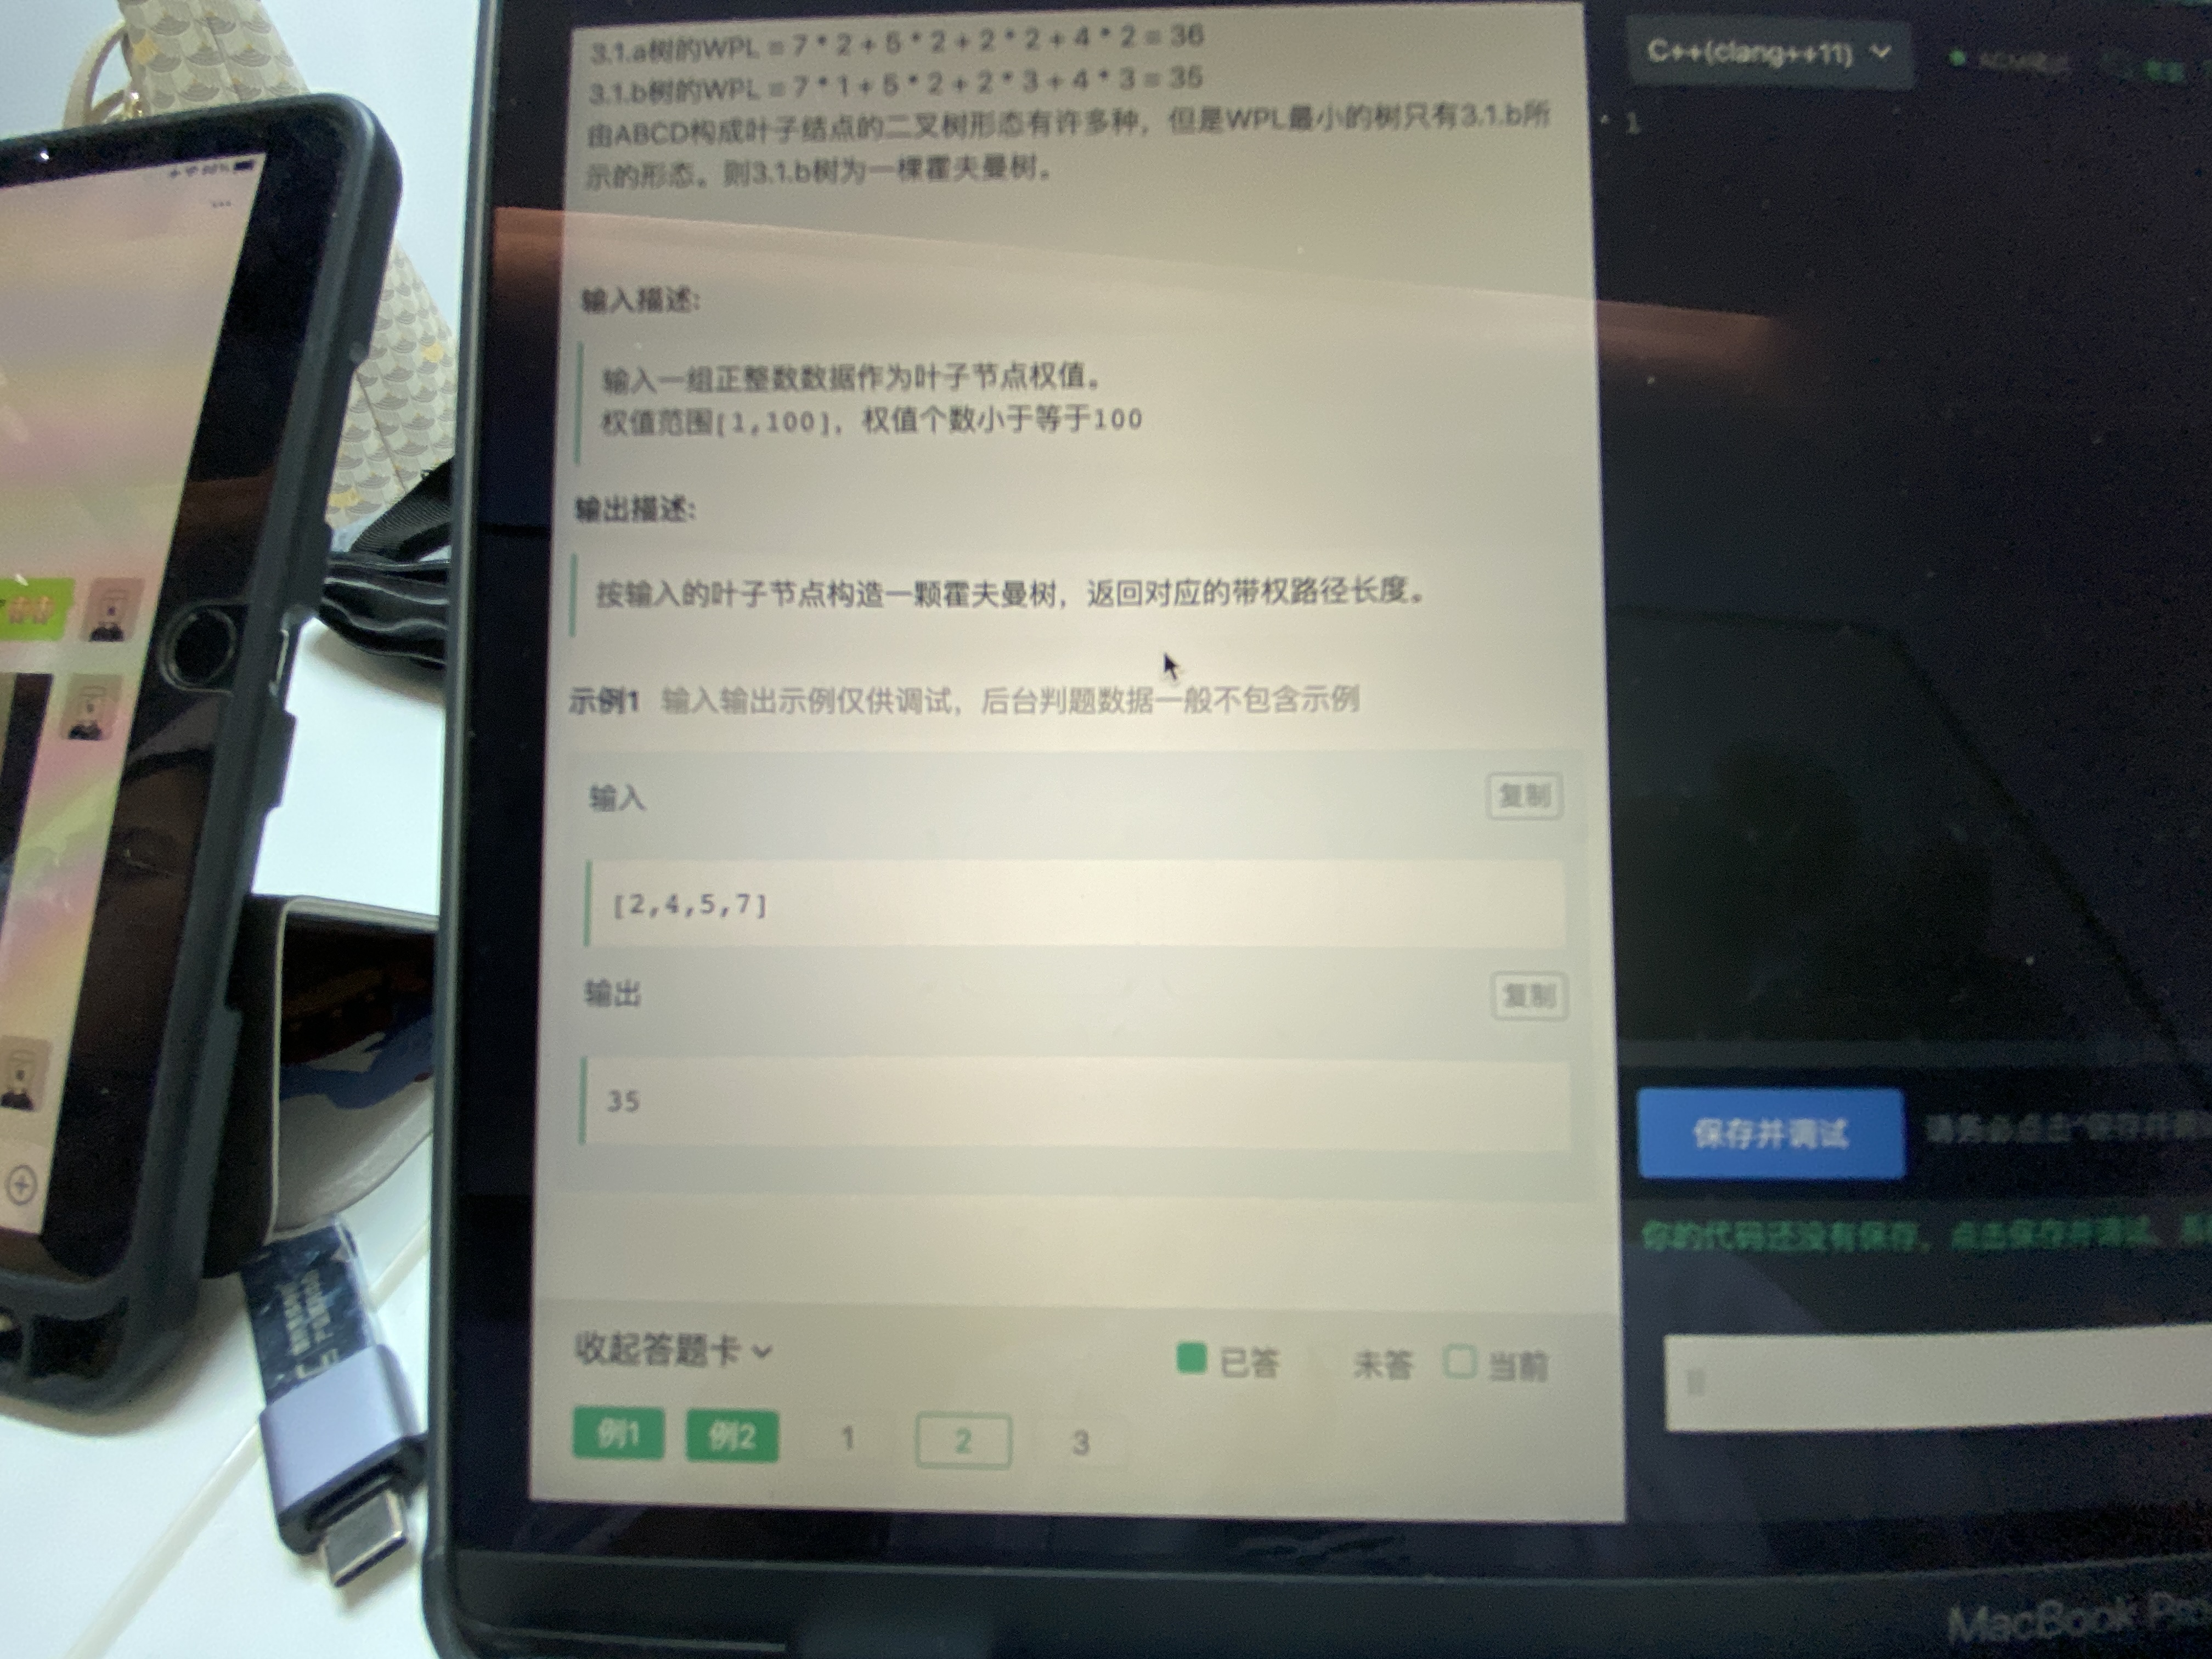 3.1.a树的WPL = 7 * 2 + 5 * 2 + 2 * 2 + 4 * 2 = 36
3.1.b树的WPL = 7 * 1 + 5 * 2 + 2 * 3 + 4 * 3 = 35
由ABCD构成叶子结点的二叉树形态有许多种，但是WPL最小的树只有3.1.b所
示的形态。则3.1.b树为一棵霍夫曼树。
输入描述:
输入一组正整数数据作为叶子节点权值。
权值范围[1,100]，权值个数小于等于100
输出描述:
按输入的叶子节点构造一颗霍夫曼树，返回对应的带权路径长度。
示例1 输入输出示例仅供调试，后台判题数据一般不包含示例
输入 复制
[2,4,5,7]
输出 复制
35
收起答题卡 已答 未答 当前
例1 例2 1 2 3
C++(clang++11)
1
保存并调试 请务必点击"保存并调
你的代码还没有保存，点击保存并调试，
MacBook Pro